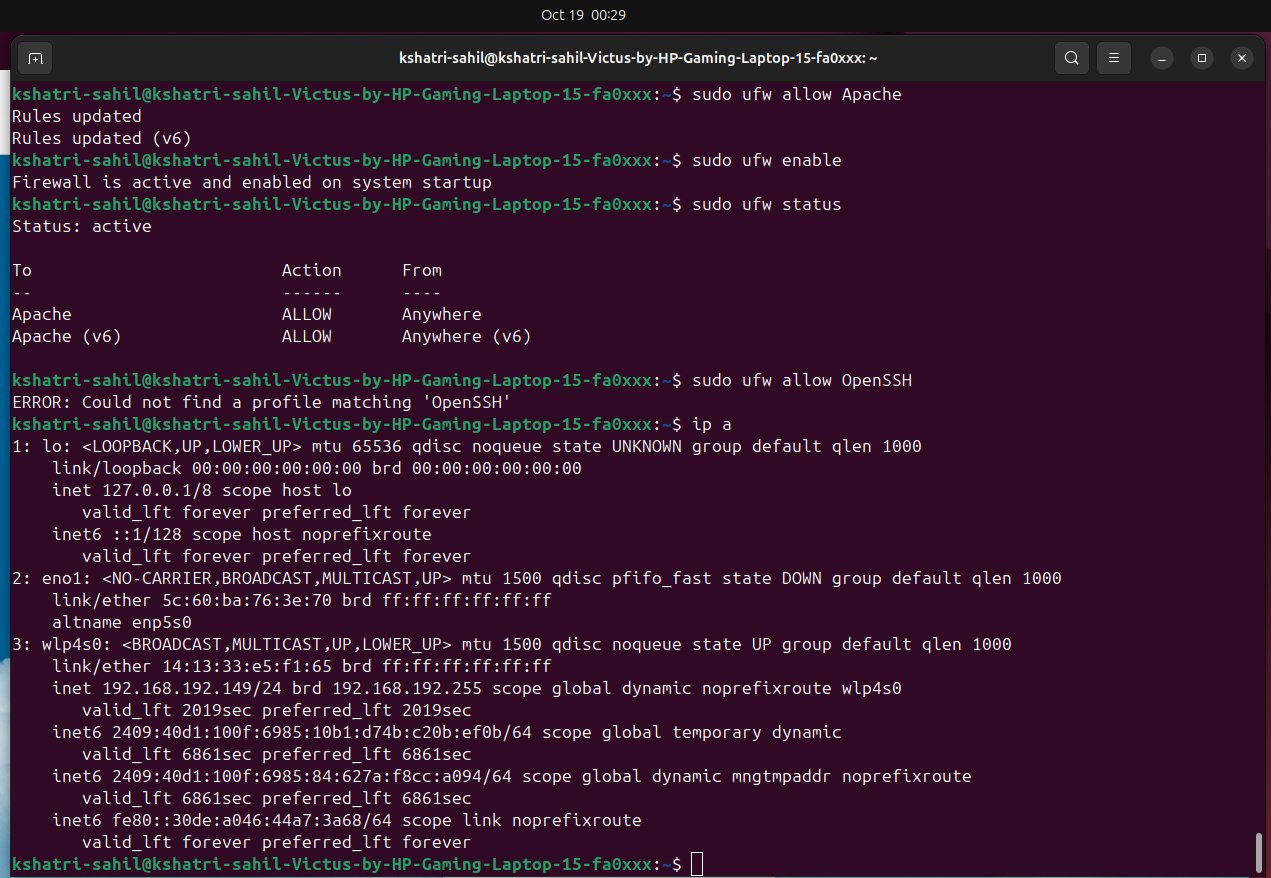 Oct 19 00:29
kshatri-sahil@kshatri-sahil-Victus-by-HP-Gaming-Laptop-15-fa0xxx: ~
kshatri-sahil@kshatri-sahil-Victus-by-HP-Gaming-Laptop-15-fa0xxx:~$ sudo ufw allow Apache
Rules updated
Rules updated (v6)
kshatri-sahil@kshatri-sahil-Victus-by-HP-Gaming-Laptop-15-fa0xxx:~$ sudo ufw enable
Firewall is active and enabled on system startup
kshatri-sahil@kshatri-sahil-Victus-by-HP-Gaming-Laptop-15-fa0xxx:~$ sudo ufw status
Status: active
To                         Action      From
--                         ------      ----
Apache                     ALLOW       Anywhere
Apache (v6)                ALLOW       Anywhere (v6)
kshatri-sahil@kshatri-sahil-Victus-by-HP-Gaming-Laptop-15-fa0xxx:~$ sudo ufw allow OpenSSH
ERROR: Could not find a profile matching 'OpenSSH'
kshatri-sahil@kshatri-sahil-Victus-by-HP-Gaming-Laptop-15-fa0xxx:~$ ip a
1: lo: <LOOPBACK,UP,LOWER_UP> mtu 65536 qdisc noqueue state UNKNOWN group default qlen 1000
    link/loopback 00:00:00:00:00:00 brd 00:00:00:00:00:00
    inet 127.0.0.1/8 scope host lo
       valid_lft forever preferred_lft forever
    inet6 ::1/128 scope host noprefixroute
       valid_lft forever preferred_lft forever
2: eno1: <NO-CARRIER,BROADCAST,MULTICAST,UP> mtu 1500 qdisc pfifo_fast state DOWN group default qlen 1000
    link/ether 5c:60:ba:76:3e:70 brd ff:ff:ff:ff:ff:ff
    altname enp5s0
3: wlp4s0: <BROADCAST,MULTICAST,UP,LOWER_UP> mtu 1500 qdisc noqueue state UP group default qlen 1000
    link/ether 14:13:33:e5:f1:65 brd ff:ff:ff:ff:ff:ff
    inet 192.168.192.149/24 brd 192.168.192.255 scope global dynamic noprefixroute wlp4s0
       valid_lft 2019sec preferred_lft 2019sec
    inet6 2409:40d1:100f:6985:10b1:d74b:c20b:ef0b/64 scope global temporary dynamic
       valid_lft 6861sec preferred_lft 6861sec
    inet6 2409:40d1:100f:6985:84:627a:f8cc:a094/64 scope global dynamic mngtmpaddr noprefixroute
       valid_lft 6861sec preferred_lft 6861sec
    inet6 fe80::30de:a046:44a7:3a68/64 scope link noprefixroute
       valid_lft forever preferred_lft forever
kshatri-sahil@kshatri-sahil-Victus-by-HP-Gaming-Laptop-15-fa0xxx:~$